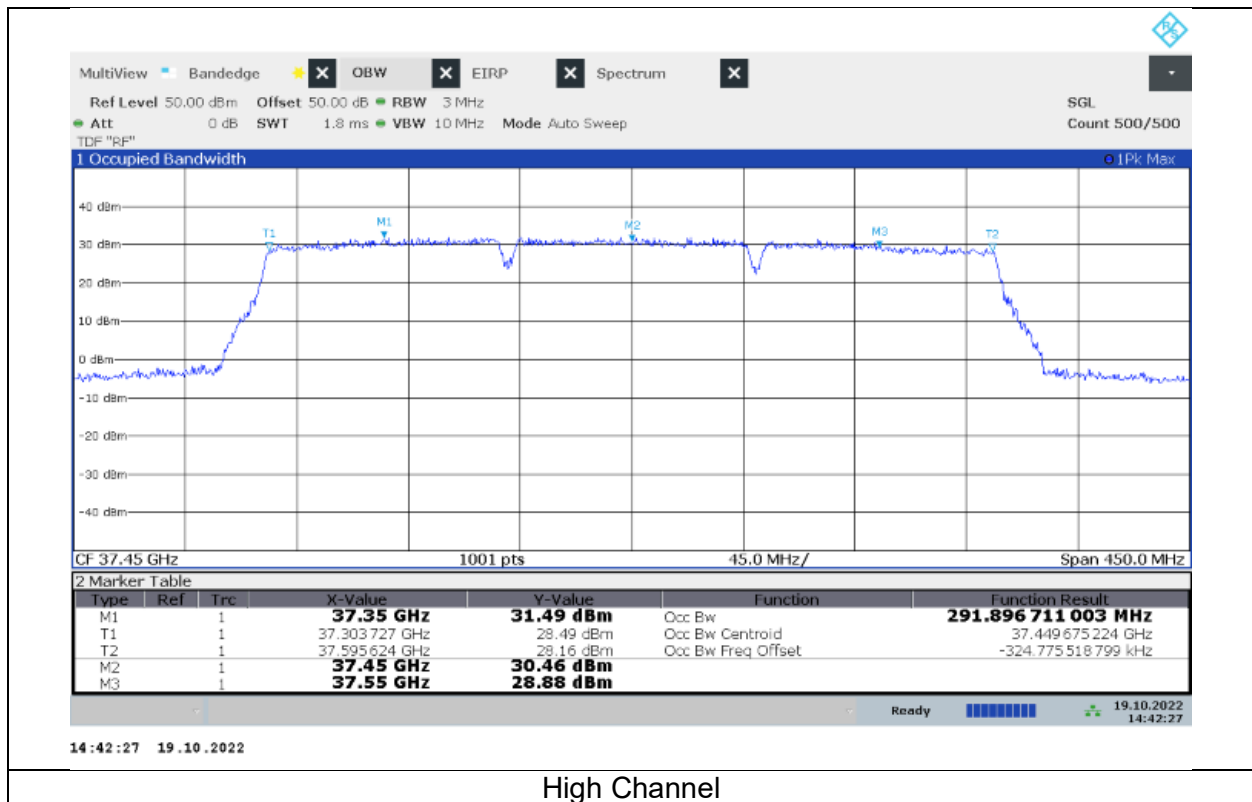 R S
MultiView Bandedge OBW EIRP Spectrum
Ref Level 50.00 dBm Offset 50.00 dB RBW 3 MHz SGL
Att 0 dB SWT 1.8 ms VBW 10 MHz Mode Auto Sweep Count 500/500
TDF "RF"
1 Occupied Bandwidth 1Pk Max
40 dBm
M1 M2 M3
T1 T2
30 dBm
20 dBm
10 dBm
0 dBm
-10 dBm
-20 dBm
-30 dBm
-40 dBm
CF 37.45 GHz 1001 pts 45.0 MHz/ Span 450.0 MHz
2 Marker Table
Type Ref Trc X-Value Y-Value Function Function Result
M1 1 37.35 GHz 31.49 dBm Occ Bw 291.896 711 003 MHz
T1 1 37.303 727 GHz 28.49 dBm Occ Bw Centroid 37.449 675 224 GHz
T2 1 37.595 624 GHz 28.16 dBm Occ Bw Freq Offset -324.775 518 799 kHz
M2 1 37.45 GHz 30.46 dBm
M3 1 37.55 GHz 28.88 dBm
Ready 19.10.2022
14:42:27
14:42:27 19.10.2022
High Channel